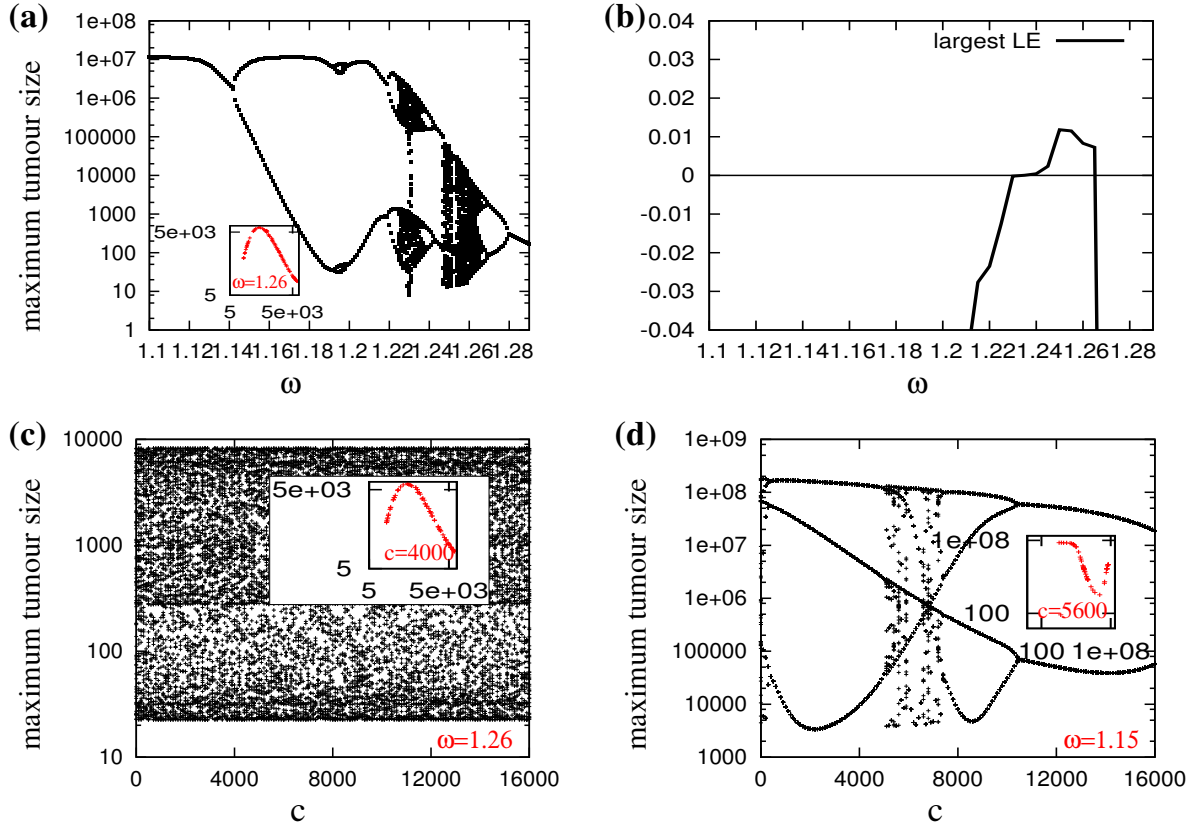 (a)
maximum tumour size
1e+08
1e+07
1e+06
100000
10000
1000
100
10
1
5e+03
ω=1.26
5
5 5e+03
1.1 1.12 1.14 1.16 1.18 1.2 1.22 1.24 1.26 1.28
ω
(b)
largest LE
0.04
0.03
0.02
0.01
0
-0.01
-0.02
-0.03
-0.04
1.1 1.12 1.14 1.16 1.18 1.2 1.22 1.24 1.26 1.28
ω
(c)
maximum tumour size
10000
1000
100
10
5e+03
c=4000
5
5 5e+03
ω=1.26
0 4000 8000 12000 16000
c
(d)
maximum tumour size
1e+09
1e+08
1e+07
1e+06
100000
10000
1000
1e+08
c=5600
100
100 1e+08
ω=1.15
0 4000 8000 12000 16000
c